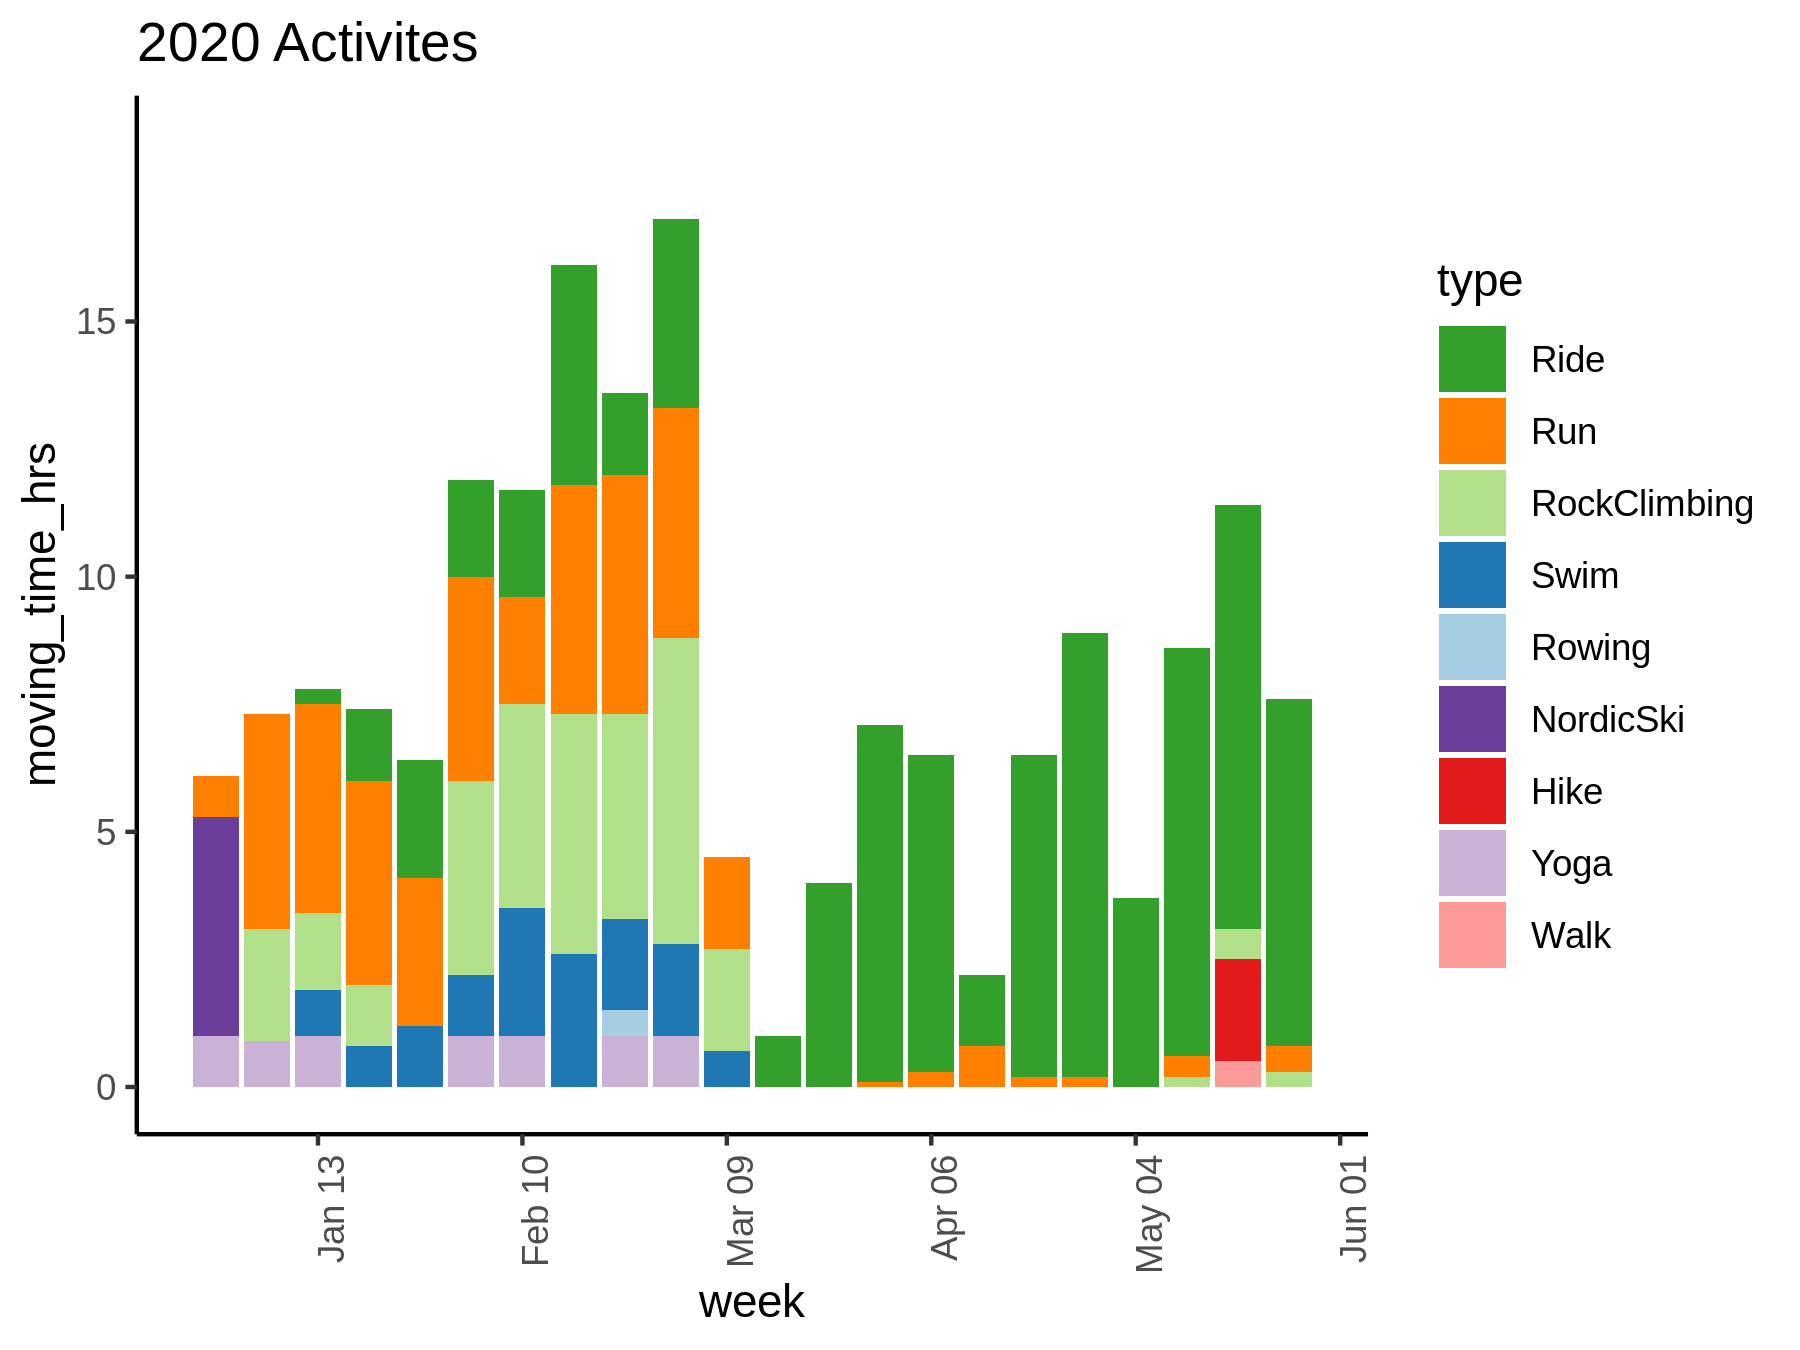 2020 Activites
moving_time_hrs
15
10
5
0
Jan 13
Feb 10
Mar 09
Apr 06
May 04
Jun 01
week
type
Ride
Run
RockClimbing
Swim
Rowing
NordicSki
Hike
Yoga
Walk